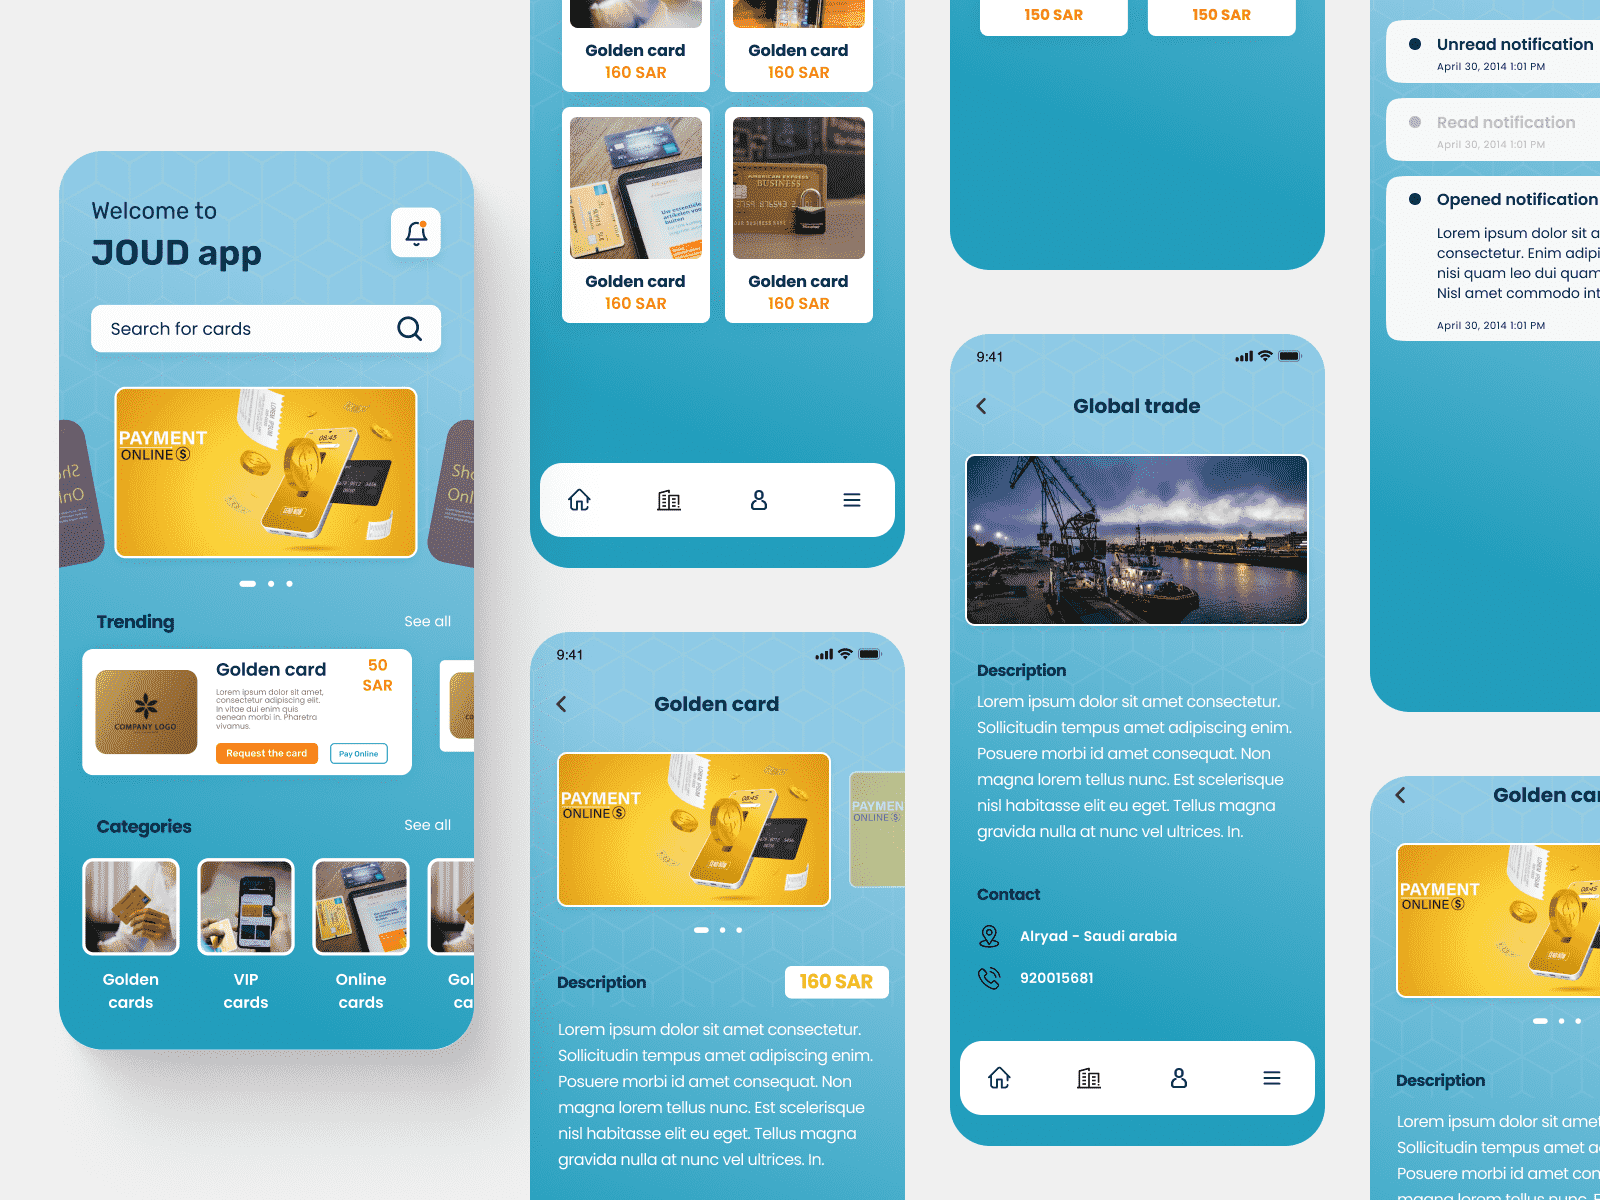 Welcome to
JOUD app
Search for cards
PAYMENT
ONLINE $
08:45
Trending
See all
Golden card
50
SAR
Lorem ipsum dolor sit amet,
consectetur adipiscing elit.
In vitae dui enim quis
aenean morbi in. Pharetra
vivamus.
COMPANY LOGO
Request the card
Pay Online
Categories
See all
Golden
cards
VIP
cards
Online
cards
Gol
ca
Golden card
160 SAR
Golden card
160 SAR
AMERICAN EXPRESS
BUSINESS
Golden card
160 SAR
Golden card
160 SAR
9:41
Golden card
PAYMENT
ONLINE $
08:45
PAYMEN
ONLINE $
Description
160 SAR
Lorem ipsum dolor sit amet consectetur.
Sollicitudin tempus amet adipiscing enim.
Posuere morbi id amet consequat. Non
magna lorem tellus nunc. Est scelerisque
nisl habitasse elit eu eget. Tellus magna
gravida nulla at nunc vel ultrices. In.
150 SAR
150 SAR
9:41
Global trade
Description
Lorem ipsum dolor sit amet consectetur.
Sollicitudin tempus amet adipiscing enim.
Posuere morbi id amet consequat. Non
magna lorem tellus nunc. Est scelerisque
nisl habitasse elit eu eget. Tellus magna
gravida nulla at nunc vel ultrices. In.
Contact
Alryad - Saudi arabia
920015681
Unread notification
April 30, 2014 1:01 PM
Read notification
April 30, 2014 1:01 PM
Opened notification
Lorem ipsum dolor sit a
consectetur. Enim adipi
nisi quam leo dui quam
Nisl amet commodo int
April 30, 2014 1:01 PM
Golden car
PAYMENT
ONLINE $
Description
Lorem ipsum dolor sit amet
Sollicitudin tempus amet a
Posuere morbi id amet con